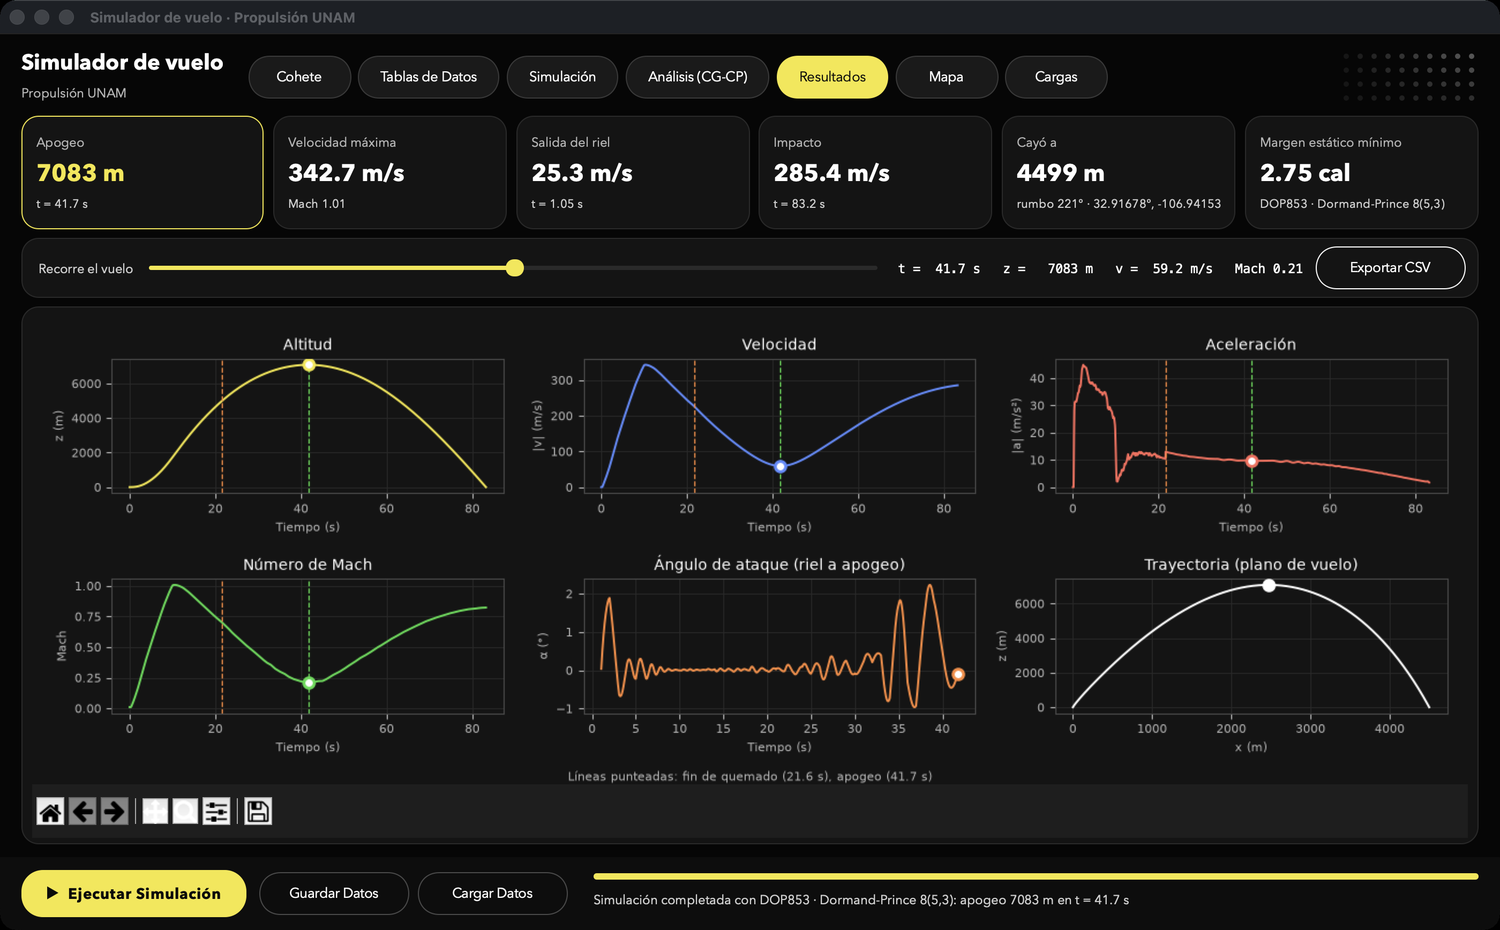 Simulador de vuelo · Propulsión UNAM
Simulador de vuelo
Propulsión UNAM
Cohete
Tablas de Datos
Simulación
Análisis (CG-CP)
Resultados
Mapa
Cargas
Apogeo
7083 m
t = 41.7 s
Velocidad máxima
342.7 m/s
Mach 1.01
Salida del riel
25.3 m/s
t = 1.05 s
Impacto
285.4 m/s
t = 83.2 s
Cayó a
4499 m
rumbo 221° · 32.91678°, -106.94153
Margen estático mínimo
2.75 cal
DOP853 · Dormand-Prince 8(5,3)
Recorre el vuelo
t = 41.7 s z = 7083 m v = 59.2 m/s Mach 0.21
Exportar CSV
Altitud
z (m)
6000
4000
2000
0
0 20 40 60 80
Tiempo (s)
Velocidad
|v| (m/s)
300
200
100
0
0 20 40 60 80
Tiempo (s)
Aceleración
|a| (m/s²)
40
30
20
10
0
0 20 40 60 80
Tiempo (s)
Número de Mach
Mach
1.00
0.75
0.50
0.25
0.00
0 20 40 60 80
Tiempo (s)
Ángulo de ataque (riel a apogeo)
α (°)
2
1
0
−1
0 5 10 15 20 25 30 35 40
Tiempo (s)
Trayectoria (plano de vuelo)
z (m)
6000
4000
2000
0
0 1000 2000 3000 4000
x (m)
Líneas punteadas: fin de quemado (21.6 s), apogeo (41.7 s)
Ejecutar Simulación
Guardar Datos
Cargar Datos
Simulación completada con DOP853 · Dormand-Prince 8(5,3): apogeo 7083 m en t = 41.7 s